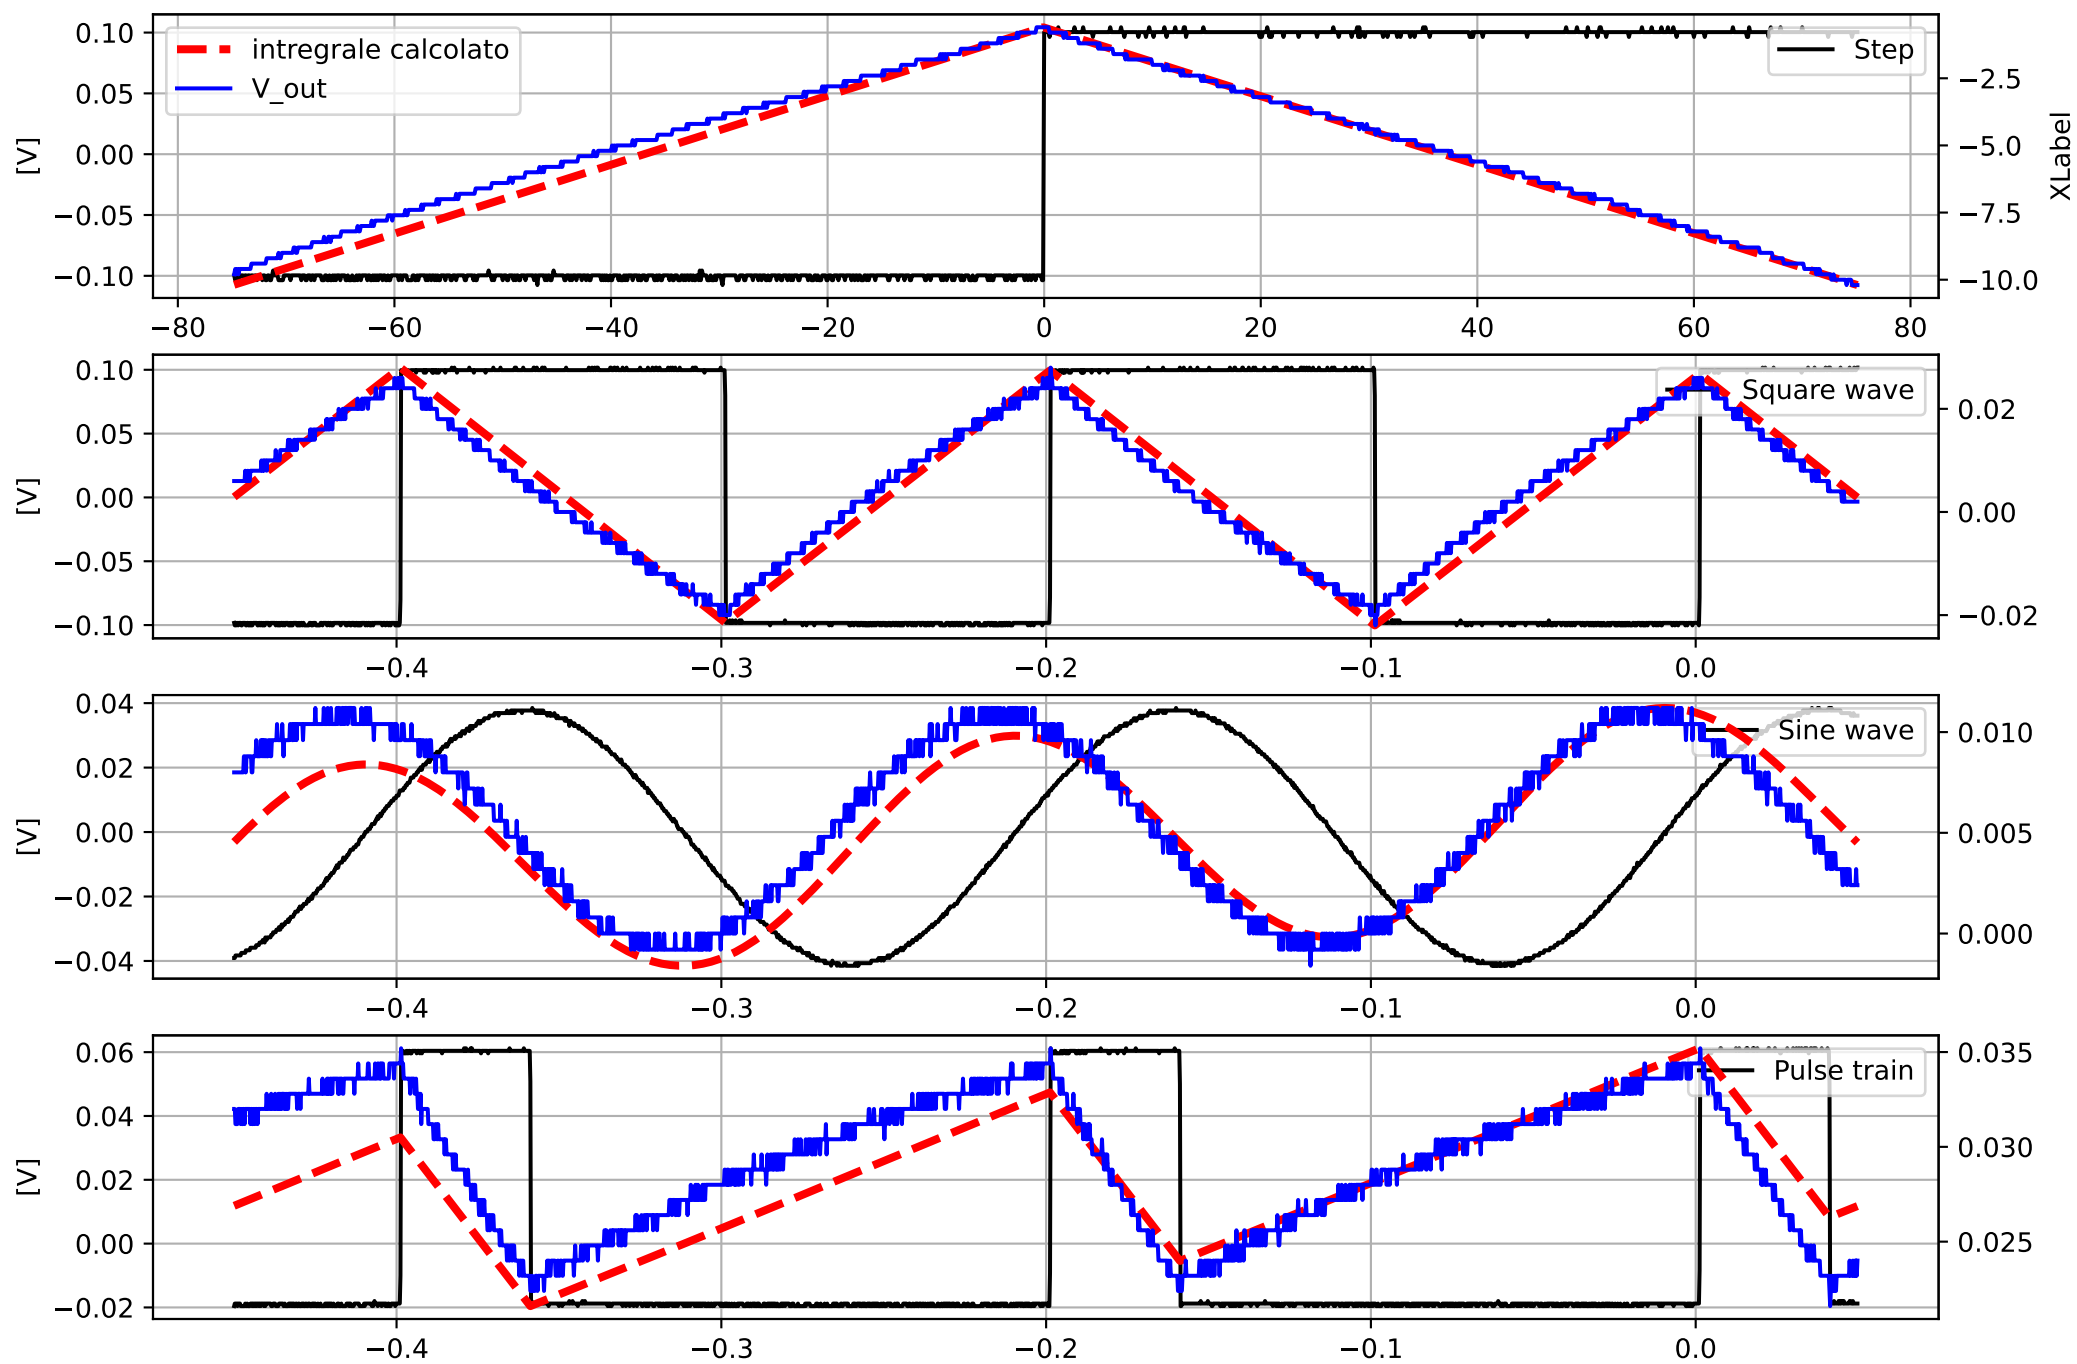 0.10
0.05
0.00
−0.05
−0.10
[V]
intregrale calcolato
V_out
Step
−2.5
−5.0
−7.5
−10.0
XLabel
−80 −60 −40 −20 0 20 40 60 80
0.10
0.05
0.00
−0.05
−0.10
[V]
Square wave
0.02
0.00
−0.02
−0.4 −0.3 −0.2 −0.1 0.0
0.04
0.02
0.00
−0.02
−0.04
[V]
Sine wave
0.010
0.005
0.000
−0.4 −0.3 −0.2 −0.1 0.0
0.06
0.04
0.02
0.00
−0.02
[V]
Pulse train
0.035
0.030
0.025
−0.4 −0.3 −0.2 −0.1 0.0